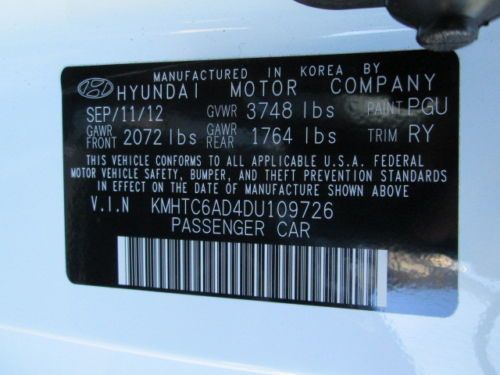 MANUFACTURED IN KOREA BY
HYUNDAI MOTOR COMPANY
SEP/11/12 GVWR 3748 lbs PAINT PGU
GAWR FRONT 2072 lbs GAWR REAR 1764 lbs TRIM RY
THIS VEHICLE CONFORMS TO ALL APPLICABLE U.S.A. FEDERAL
MOTOR VEHICLE SAFETY, BUMPER, AND THEFT PREVENTION STANDARDS
IN EFFECT ON THE DATE OF MANUFACTURE SHOWN ABOVE
V.I.N KMHTC6AD4DU109726
PASSENGER CAR